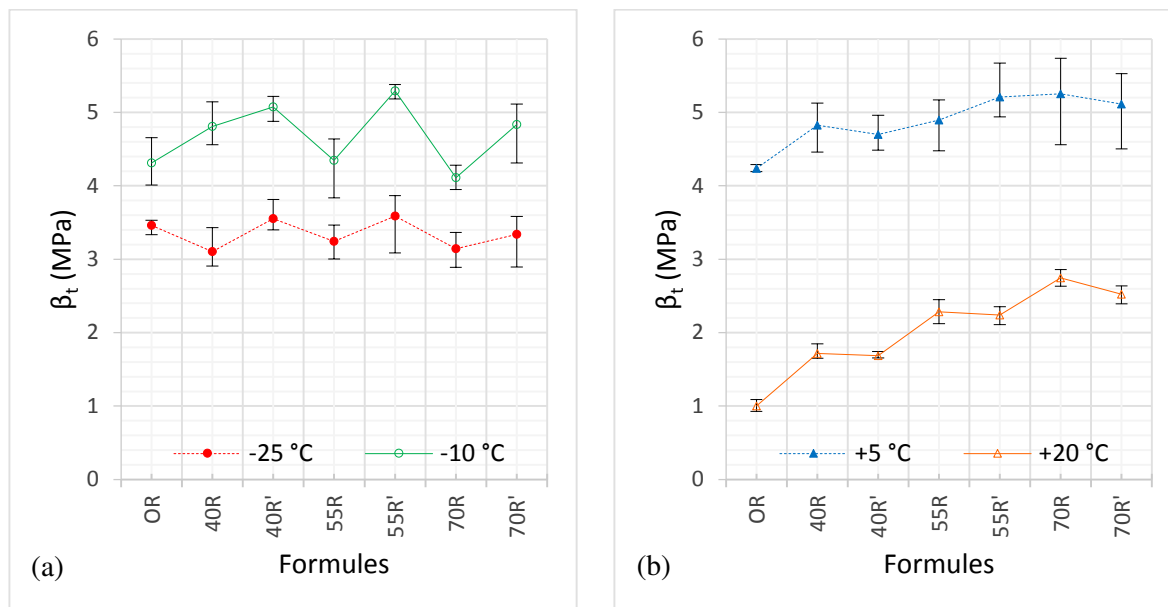 6
5
4
3
2
1
0
βt (MPa)
-25 °C
-10 °C
OR
40R
40R'
55R
55R'
70R
70R'
Formules
(a)
6
5
4
3
2
1
0
βt (MPa)
+5 °C
+20 °C
OR
40R
40R'
55R
55R'
70R
70R'
Formules
(b)